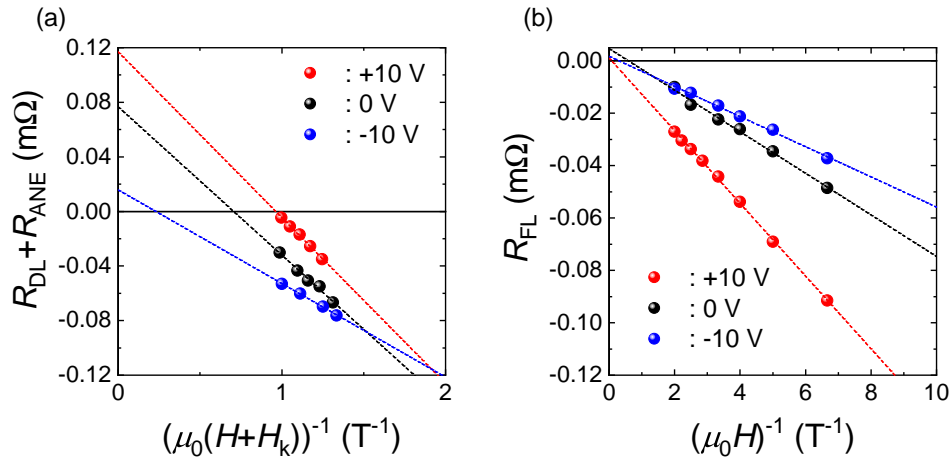 (a)
0.12
0.08
0.04
0.00
-0.04
-0.08
-0.12
R_DL+R_ANE (mΩ)
: +10 V
: 0 V
: -10 V
0
1
2
(μ₀(H+H_k))⁻¹ (T⁻¹)
(b)
0.00
-0.02
-0.04
-0.06
-0.08
-0.10
-0.12
R_FL (mΩ)
: +10 V
: 0 V
: -10 V
0
2
4
6
8
10
(μ₀H)⁻¹ (T⁻¹)